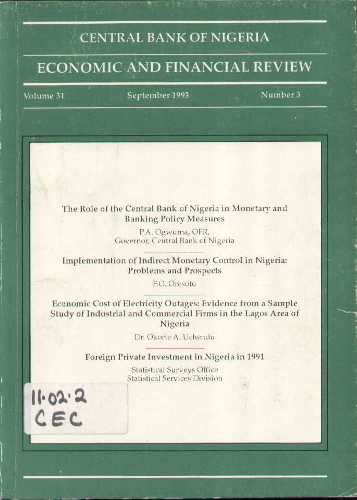 CENTRAL BANK OF NIGERIA
ECONOMIC AND FINANCIAL REVIEW
Volume 31 September 1993 Number 3
The Role of the Central Bank of Nigeria in Monetary and
Banking Policy Measures
P.A. Ogwuma, OFR,
Governor, Central Bank of Nigeria
Implementation of Indirect Monetary Control in Nigeria:
Problems and Prospects
Economic Cost of Electricity Outages: Evidence from a Sample
Study of Industrial and Commercial Firms in the Lagos Area of
Nigeria
Dr. Okorie A. Uchendu
Foreign Private Investment in Nigeria in 1991
Statistical Surveys Office
Statistical Services Division
11.02.2
CEC